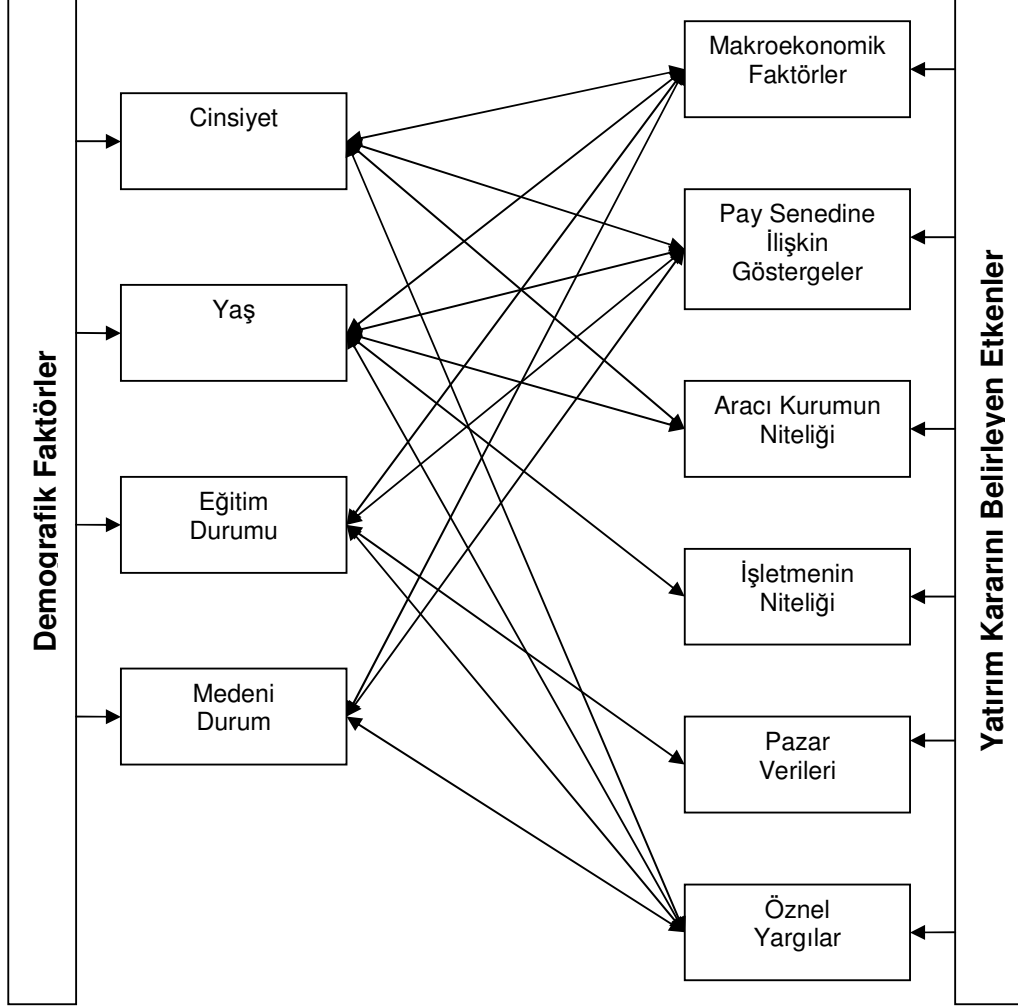 Demografik Faktörler
Cinsiyet
Yaş
Eğitim
Durumu
Medeni
Durum
Makroekonomik
Faktörler
Pay Senedine
İlişkin
Göstergeler
Aracı Kurumun
Niteliği
İşletmenin
Niteliği
Pazar
Verileri
Öznel
Yargılar
Yatırım Kararını Belirleyen Etkenler